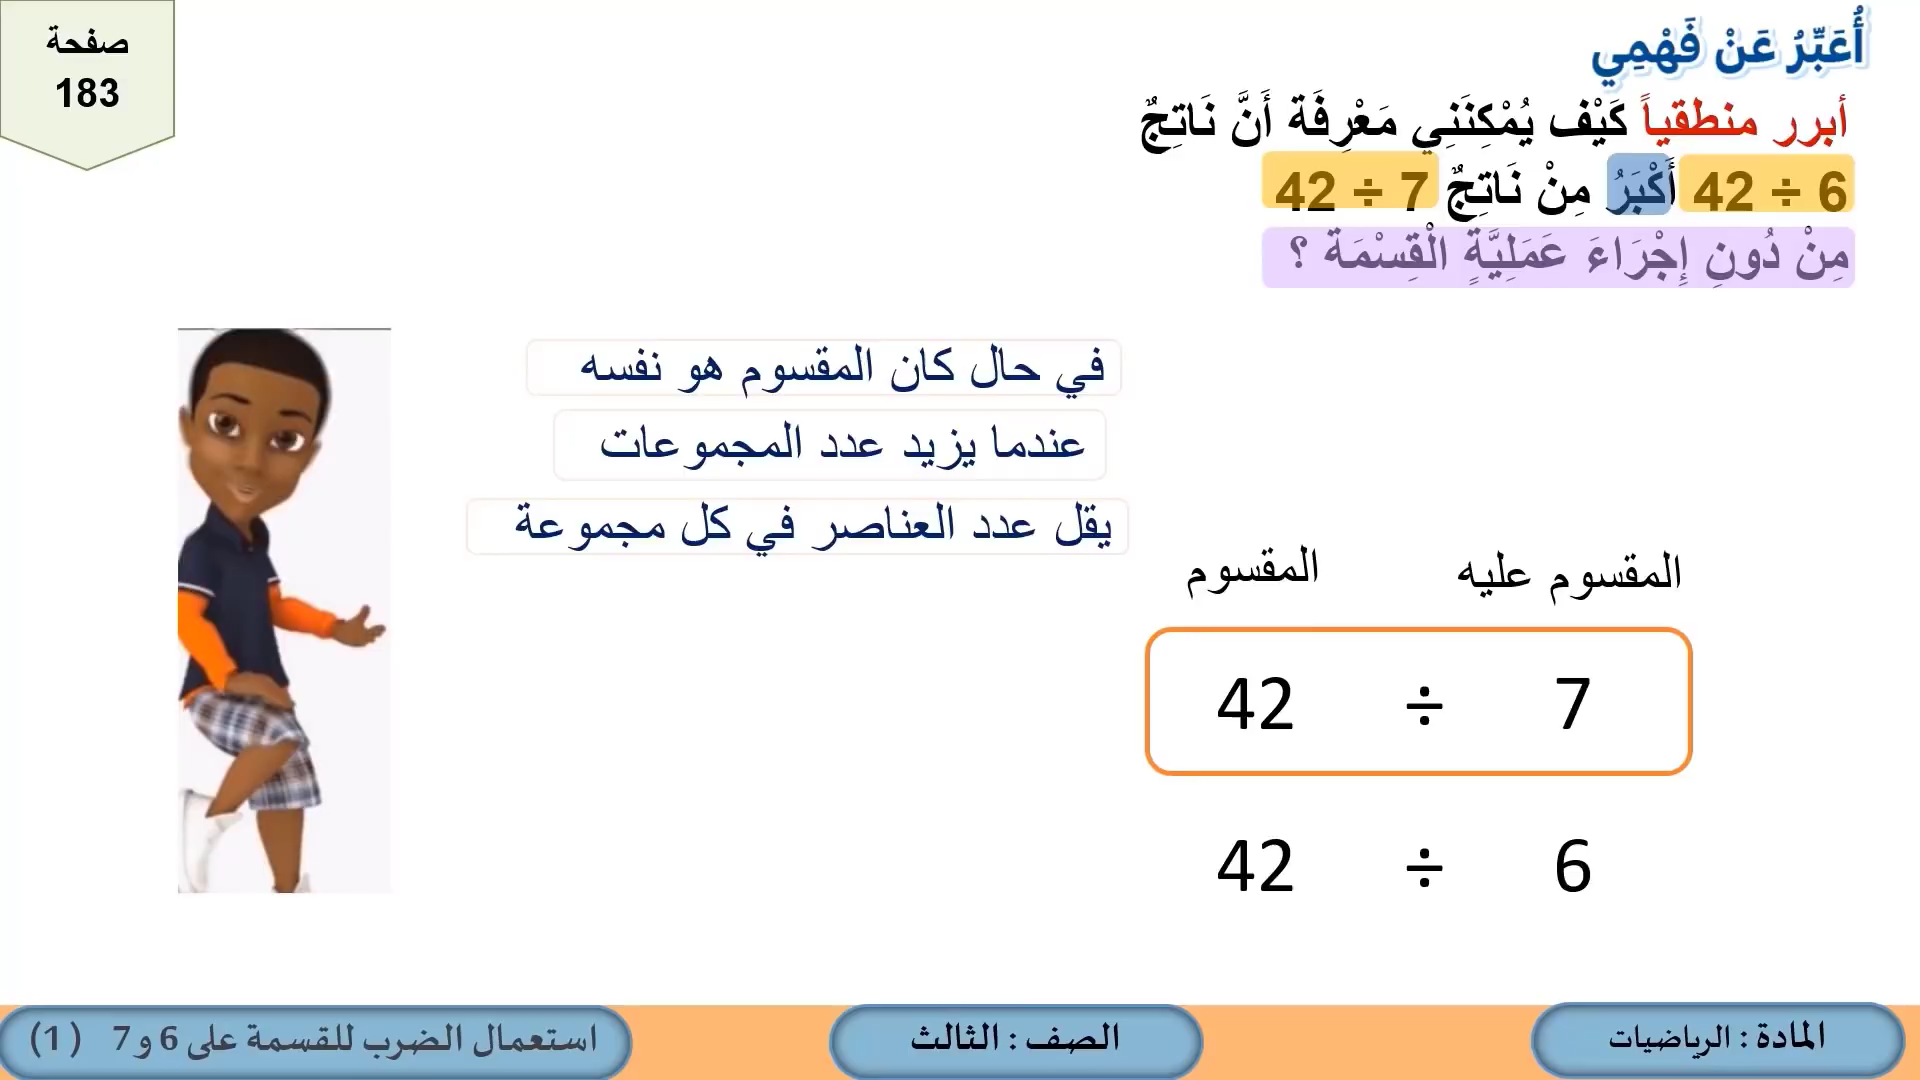 صفحة
183
أُعَبِّرُ عَنْ فَهْمِي
أبرر منطقياً كَيْف يُمْكِنَنِي مَعْرِفَة أَنَّ نَاتِجٌ
42 ÷ 6 أَكْبَرُ مِنْ نَاتِجٌ 42 ÷ 7
مِنْ دُونِ إِجْرَاءَ عَمَلِيَّةٍ الْقِسْمَة ؟
في حال كان المقسوم هو نفسه
عندما يزيد عدد المجموعات
يقل عدد العناصر في كل مجموعة
المقسوم عليه
المقسوم
42 ÷ 7
42 ÷ 6
المادة : الرياضيات
الصف : الثالث
استعمال الضرب للقسمة على 6 و 7 (1)